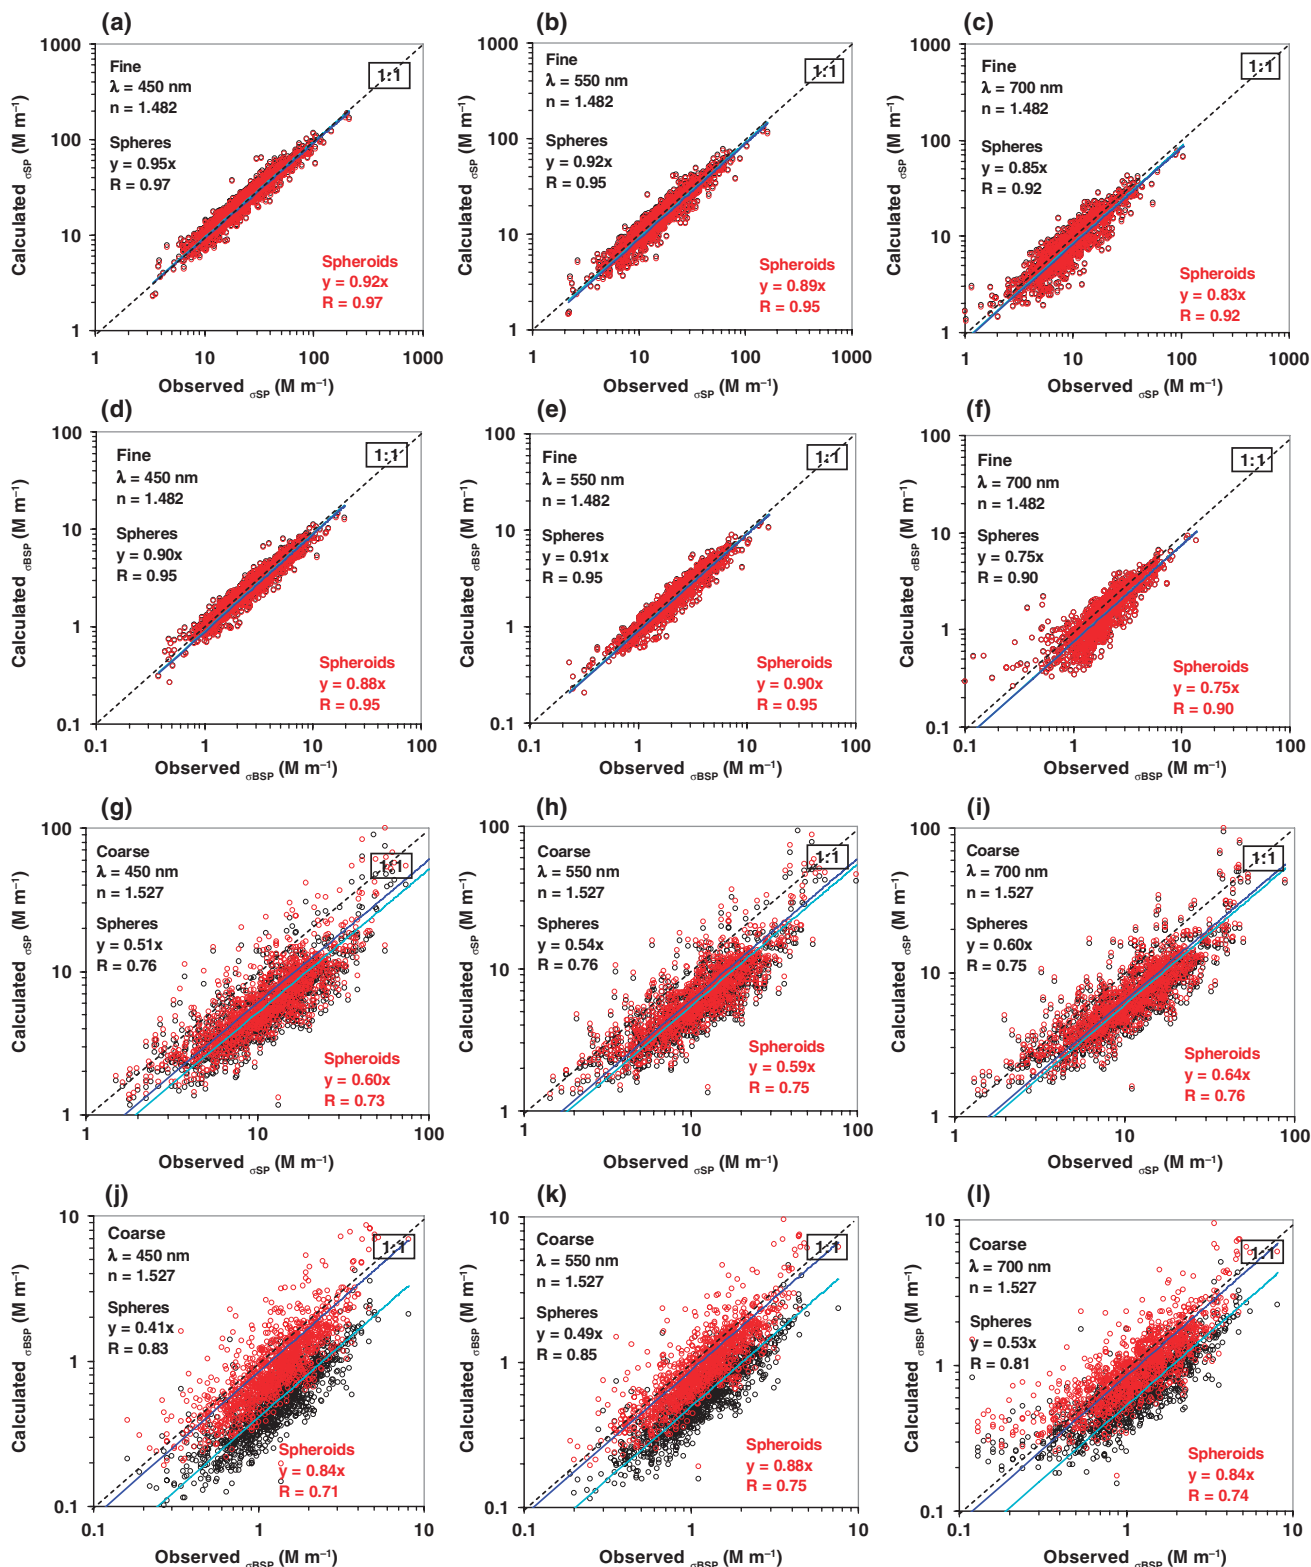 (a)
1000
100
10
1
Calculated σSP (M m⁻¹)
Fine
λ = 450 nm
n = 1.482
Spheres
y = 0.95x
R = 0.97
1:1
Spheroids
y = 0.92x
R = 0.97
1 10 100 1000
Observed σSP (M m⁻¹)
(b)
1000
100
10
1
Calculated σSP (M m⁻¹)
Fine
λ = 550 nm
n = 1.482
Spheres
y = 0.92x
R = 0.95
1:1
Spheroids
y = 0.89x
R = 0.95
1 10 100 1000
Observed σSP (M m⁻¹)
(c)
1000
100
10
1
Calculated σSP (M m⁻¹)
Fine
λ = 700 nm
n = 1.482
Spheres
y = 0.85x
R = 0.92
1:1
Spheroids
y = 0.83x
R = 0.92
1 10 100 1000
Observed σSP (M m⁻¹)
(d)
100
10
1
0.1
Calculated σBSP (M m⁻¹)
Fine
λ = 450 nm
n = 1.482
Spheres
y = 0.90x
R = 0.95
1:1
Spheroids
y = 0.88x
R = 0.95
0.1 1 10 100
Observed σBSP (M m⁻¹)
(e)
100
10
1
0.1
Calculated σBSP (M m⁻¹)
Fine
λ = 550 nm
n = 1.482
Spheres
y = 0.91x
R = 0.95
1:1
Spheroids
y = 0.90x
R = 0.95
0.1 1 10 100
Observed σBSP (M m⁻¹)
(f)
100
10
1
0.1
Calculated σBSP (M m⁻¹)
Fine
λ = 700 nm
n = 1.482
Spheres
y = 0.75x
R = 0.90
1:1
Spheroids
y = 0.75x
R = 0.90
0.1 1 10 100
Observed σBSP (M m⁻¹)
(g)
100
10
1
Calculated σSP (M m⁻¹)
Coarse
λ = 450 nm
n = 1.527
Spheres
y = 0.51x
R = 0.76
1:1
Spheroids
y = 0.60x
R = 0.73
1 10 100
Observed σSP (M m⁻¹)
(h)
100
10
1
Calculated σSP (M m⁻¹)
Coarse
λ = 550 nm
n = 1.527
Spheres
y = 0.54x
R = 0.76
1:1
Spheroids
y = 0.59x
R = 0.75
1 10 100
Observed σSP (M m⁻¹)
(i)
100
10
1
Calculated σSP (M m⁻¹)
Coarse
λ = 700 nm
n = 1.527
Spheres
y = 0.60x
R = 0.75
1:1
Spheroids
y = 0.64x
R = 0.76
1 10 100
Observed σSP (M m⁻¹)
(j)
10
1
0.1
Calculated σBSP (M m⁻¹)
Coarse
λ = 450 nm
n = 1.527
Spheres
y = 0.41x
R = 0.83
1:1
Spheroids
y = 0.84x
R = 0.71
0.1 1 10
Observed σBSP (M m⁻¹)
(k)
10
1
0.1
Calculated σBSP (M m⁻¹)
Coarse
λ = 550 nm
n = 1.527
Spheres
y = 0.49x
R = 0.85
1:1
Spheroids
y = 0.88x
R = 0.75
0.1 1 10
Observed σBSP (M m⁻¹)
(l)
10
1
0.1
Calculated σBSP (M m⁻¹)
Coarse
λ = 700 nm
n = 1.527
Spheres
y = 0.53x
R = 0.81
1:1
Spheroids
y = 0.84x
R = 0.74
0.1 1 10
Observed σBSP (M m⁻¹)